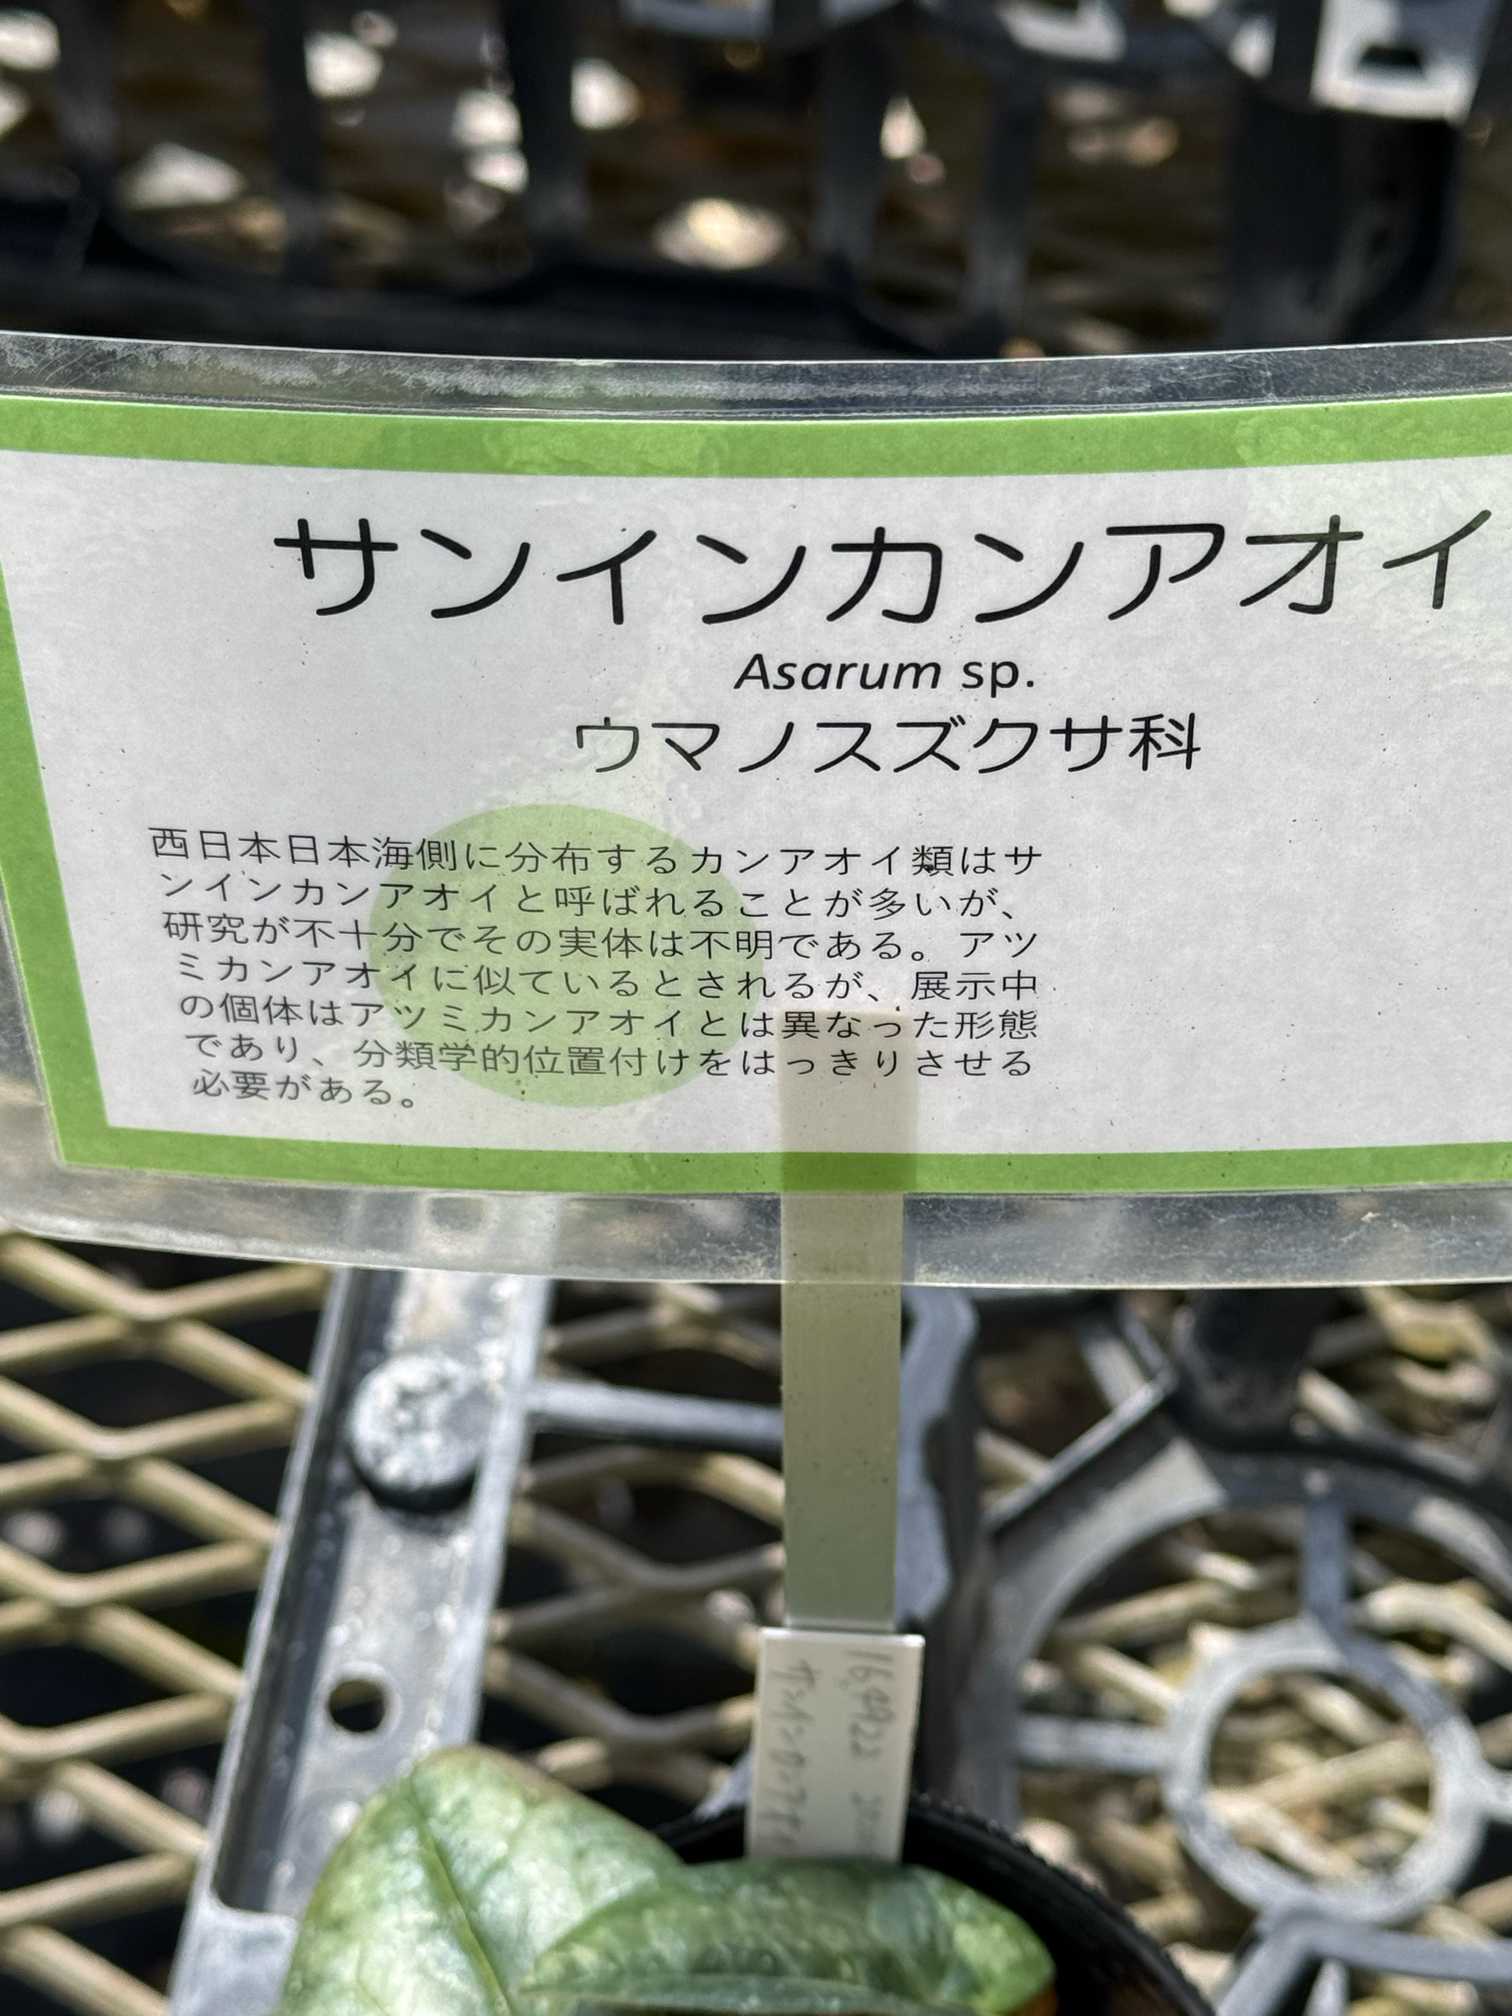 サンインカンアオイ
Asarum sp.
ウマノスズクサ科
西日本日本海側に分布するカンアオイ類はサ
ンインカンアオイと呼ばれることが多いが、
研究が不十分でその実体は不明である。アツ
ミカンアオイに似ているとされるが、展示中
の個体はアツミカンアオイとは異なった形態
であり、分類学的位置付けをはっきりさせる
必要がある。